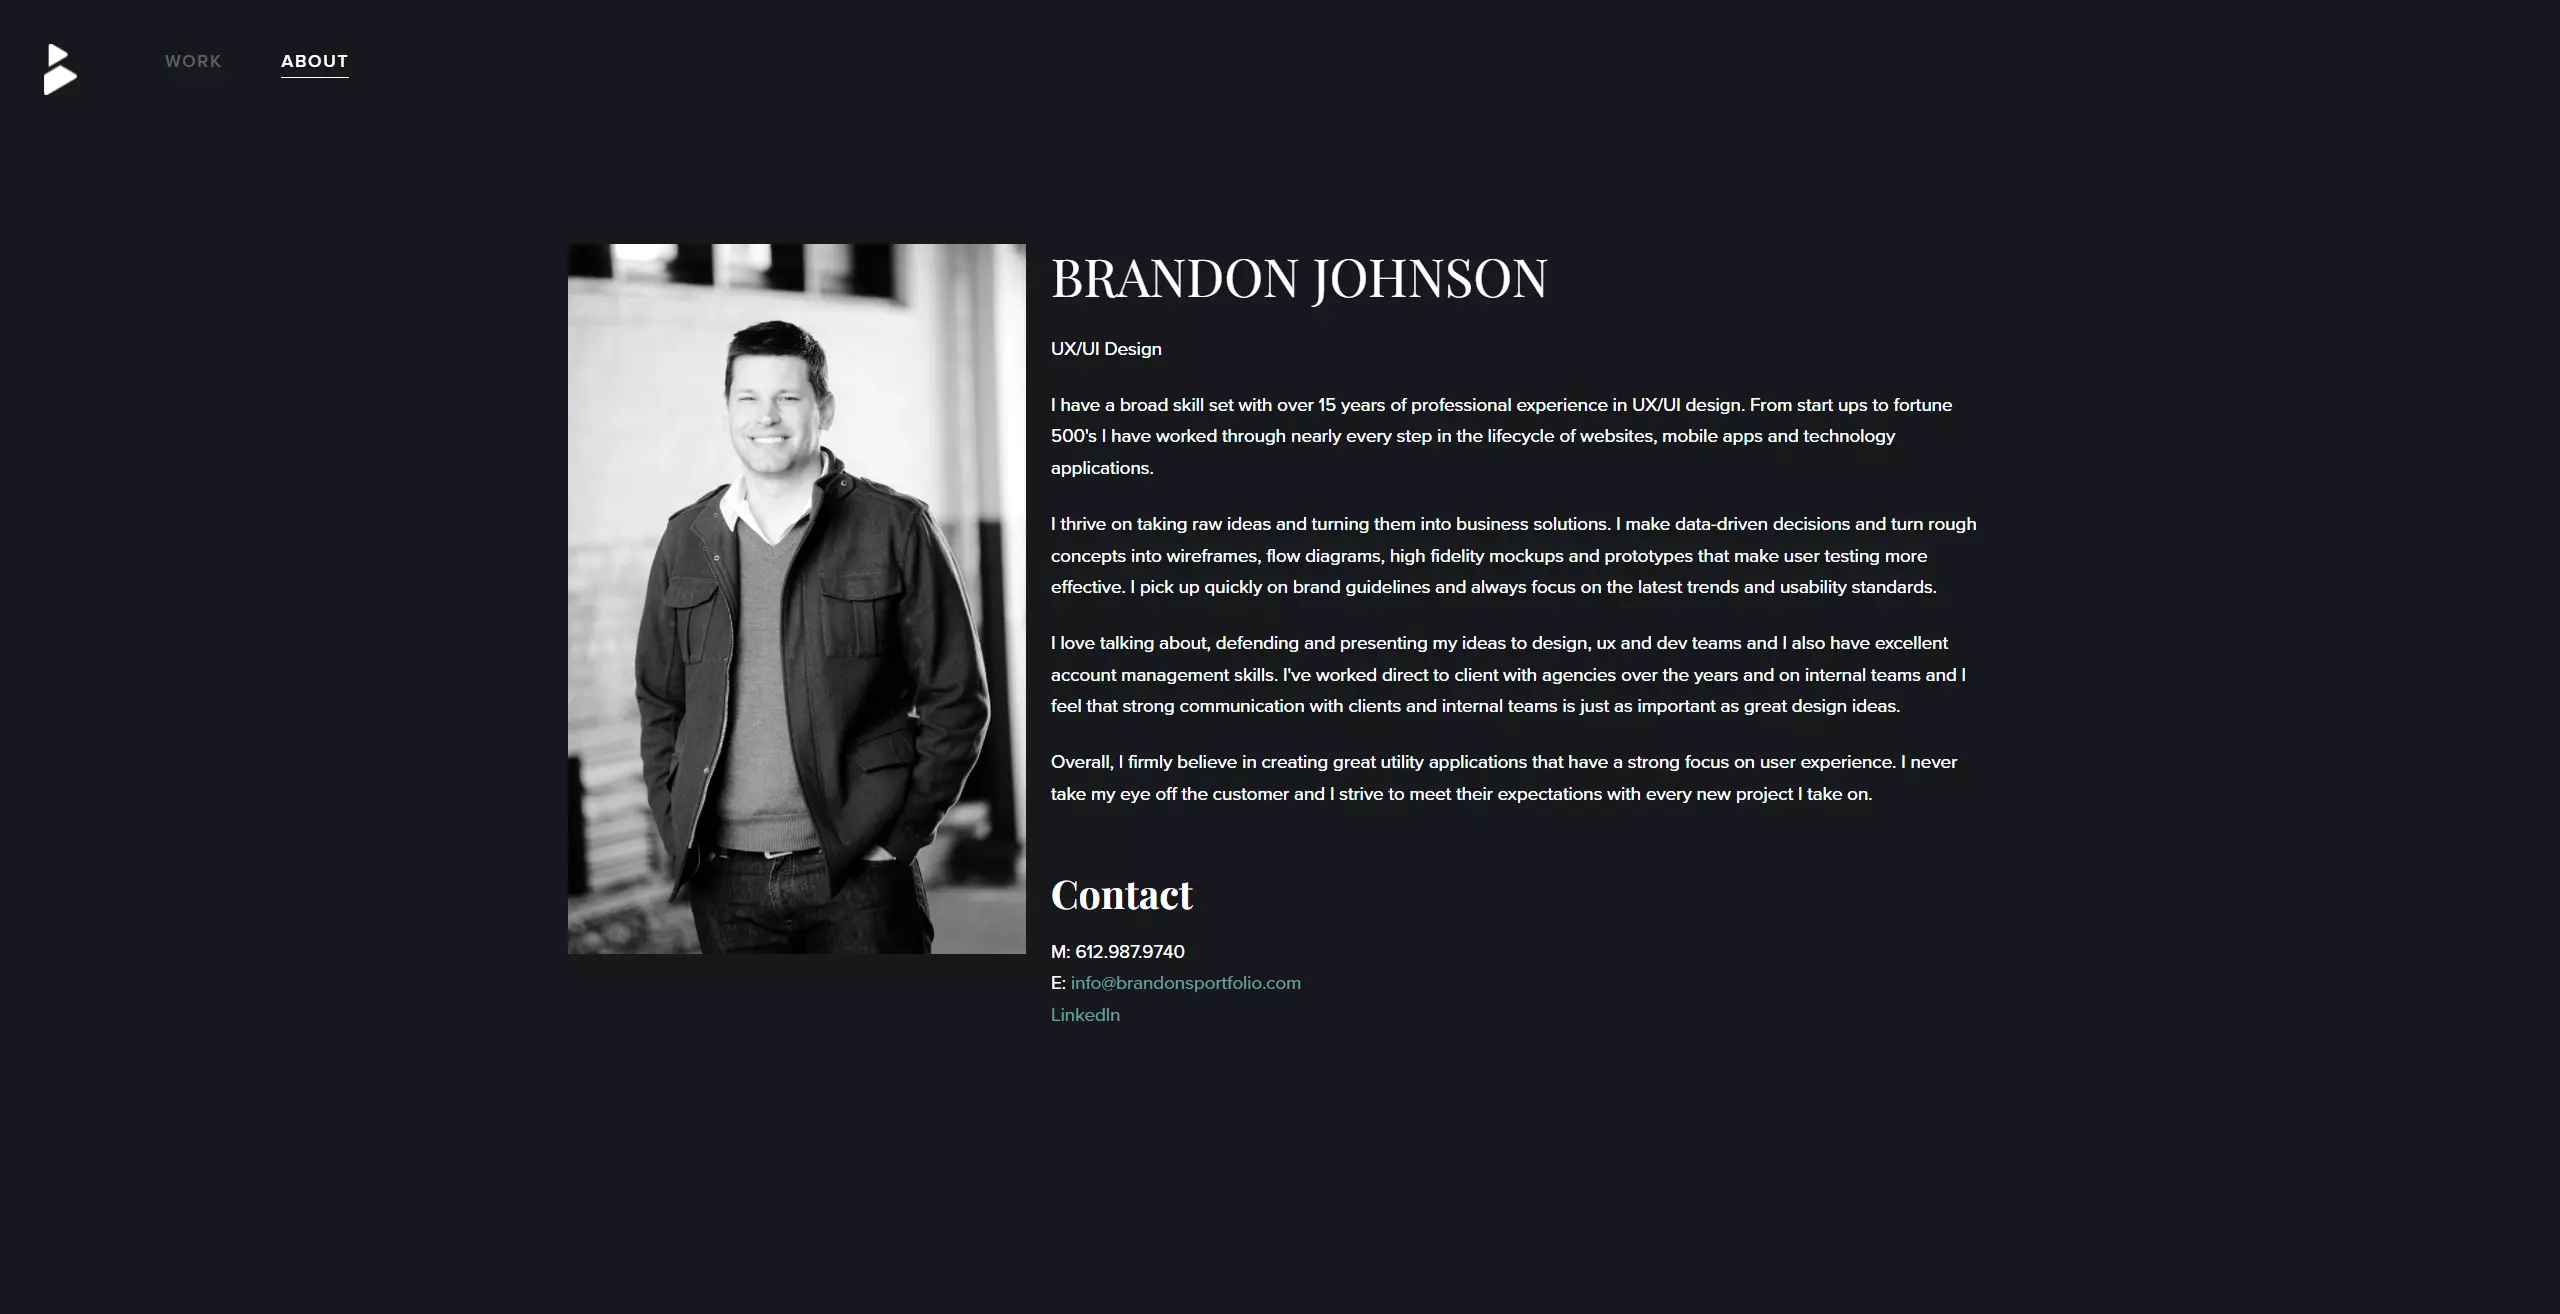 WORK
ABOUT
BRANDON JOHNSON
UX/UI Design
I have a broad skill set with over 15 years of professional experience in UX/UI design. From start ups to fortune
500's I have worked through nearly every step in the lifecycle of websites, mobile apps and technology
applications.
I thrive on taking raw ideas and turning them into business solutions. I make data-driven decisions and turn rough
concepts into wireframes, flow diagrams, high fidelity mockups and prototypes that make user testing more
effective. I pick up quickly on brand guidelines and always focus on the latest trends and usability standards.
I love talking about, defending and presenting my ideas to design, ux and dev teams and I also have excellent
account management skills. I've worked direct to client with agencies over the years and on internal teams and I
feel that strong communication with clients and internal teams is just as important as great design ideas.
Overall, I firmly believe in creating great utility applications that have a strong focus on user experience. I never
take my eye off the customer and I strive to meet their expectations with every new project I take on.
Contact
M: 612.987.9740
E: info@brandonsportfolio.com
LinkedIn